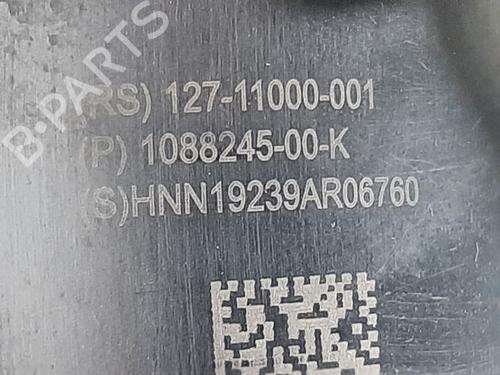 B·PARTS
(RS) 127-11000-001
(P) 1088245-00-K
(S)HNN19239AR06760